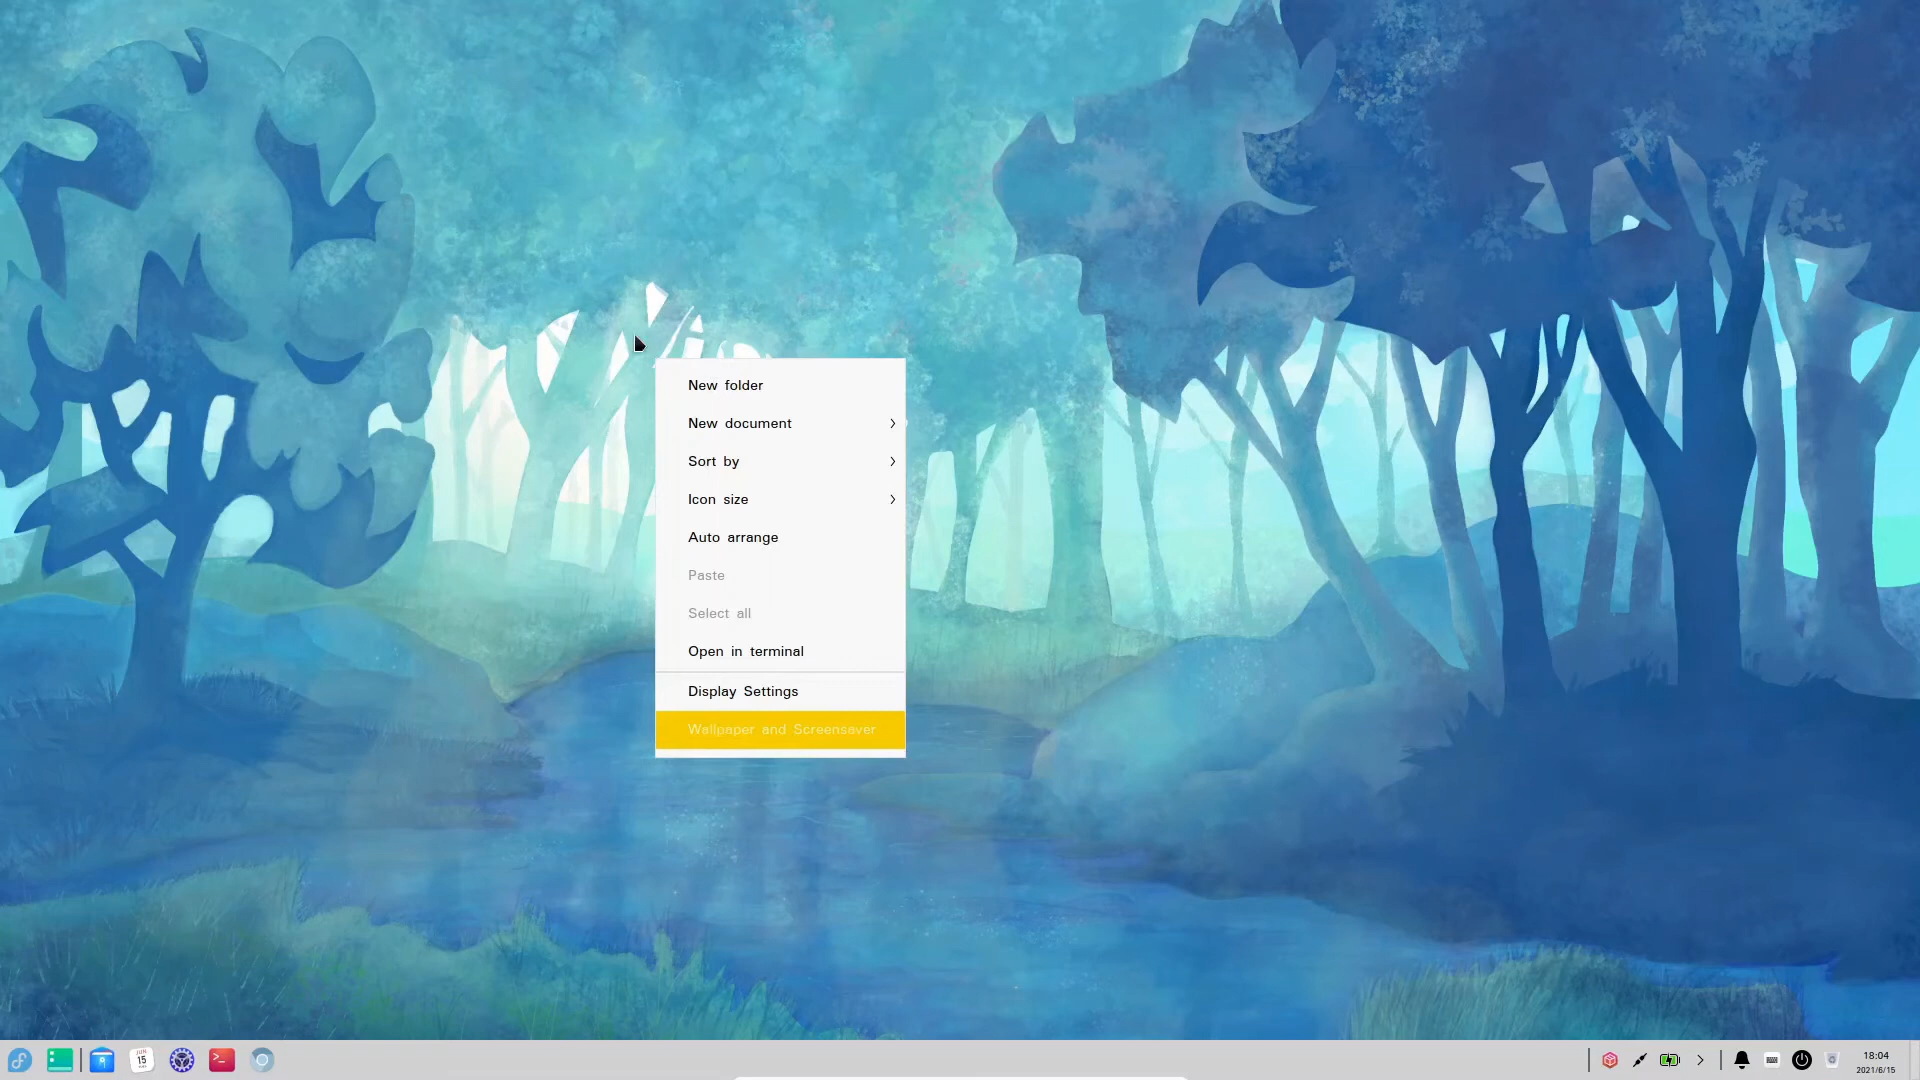 New folder
New document
Sort by
Icon size
Auto arrange
Paste
Select all
Open in terminal
Display Settings
Wallpaper and Screensaver
JUN
15
18:04
2021/6/15